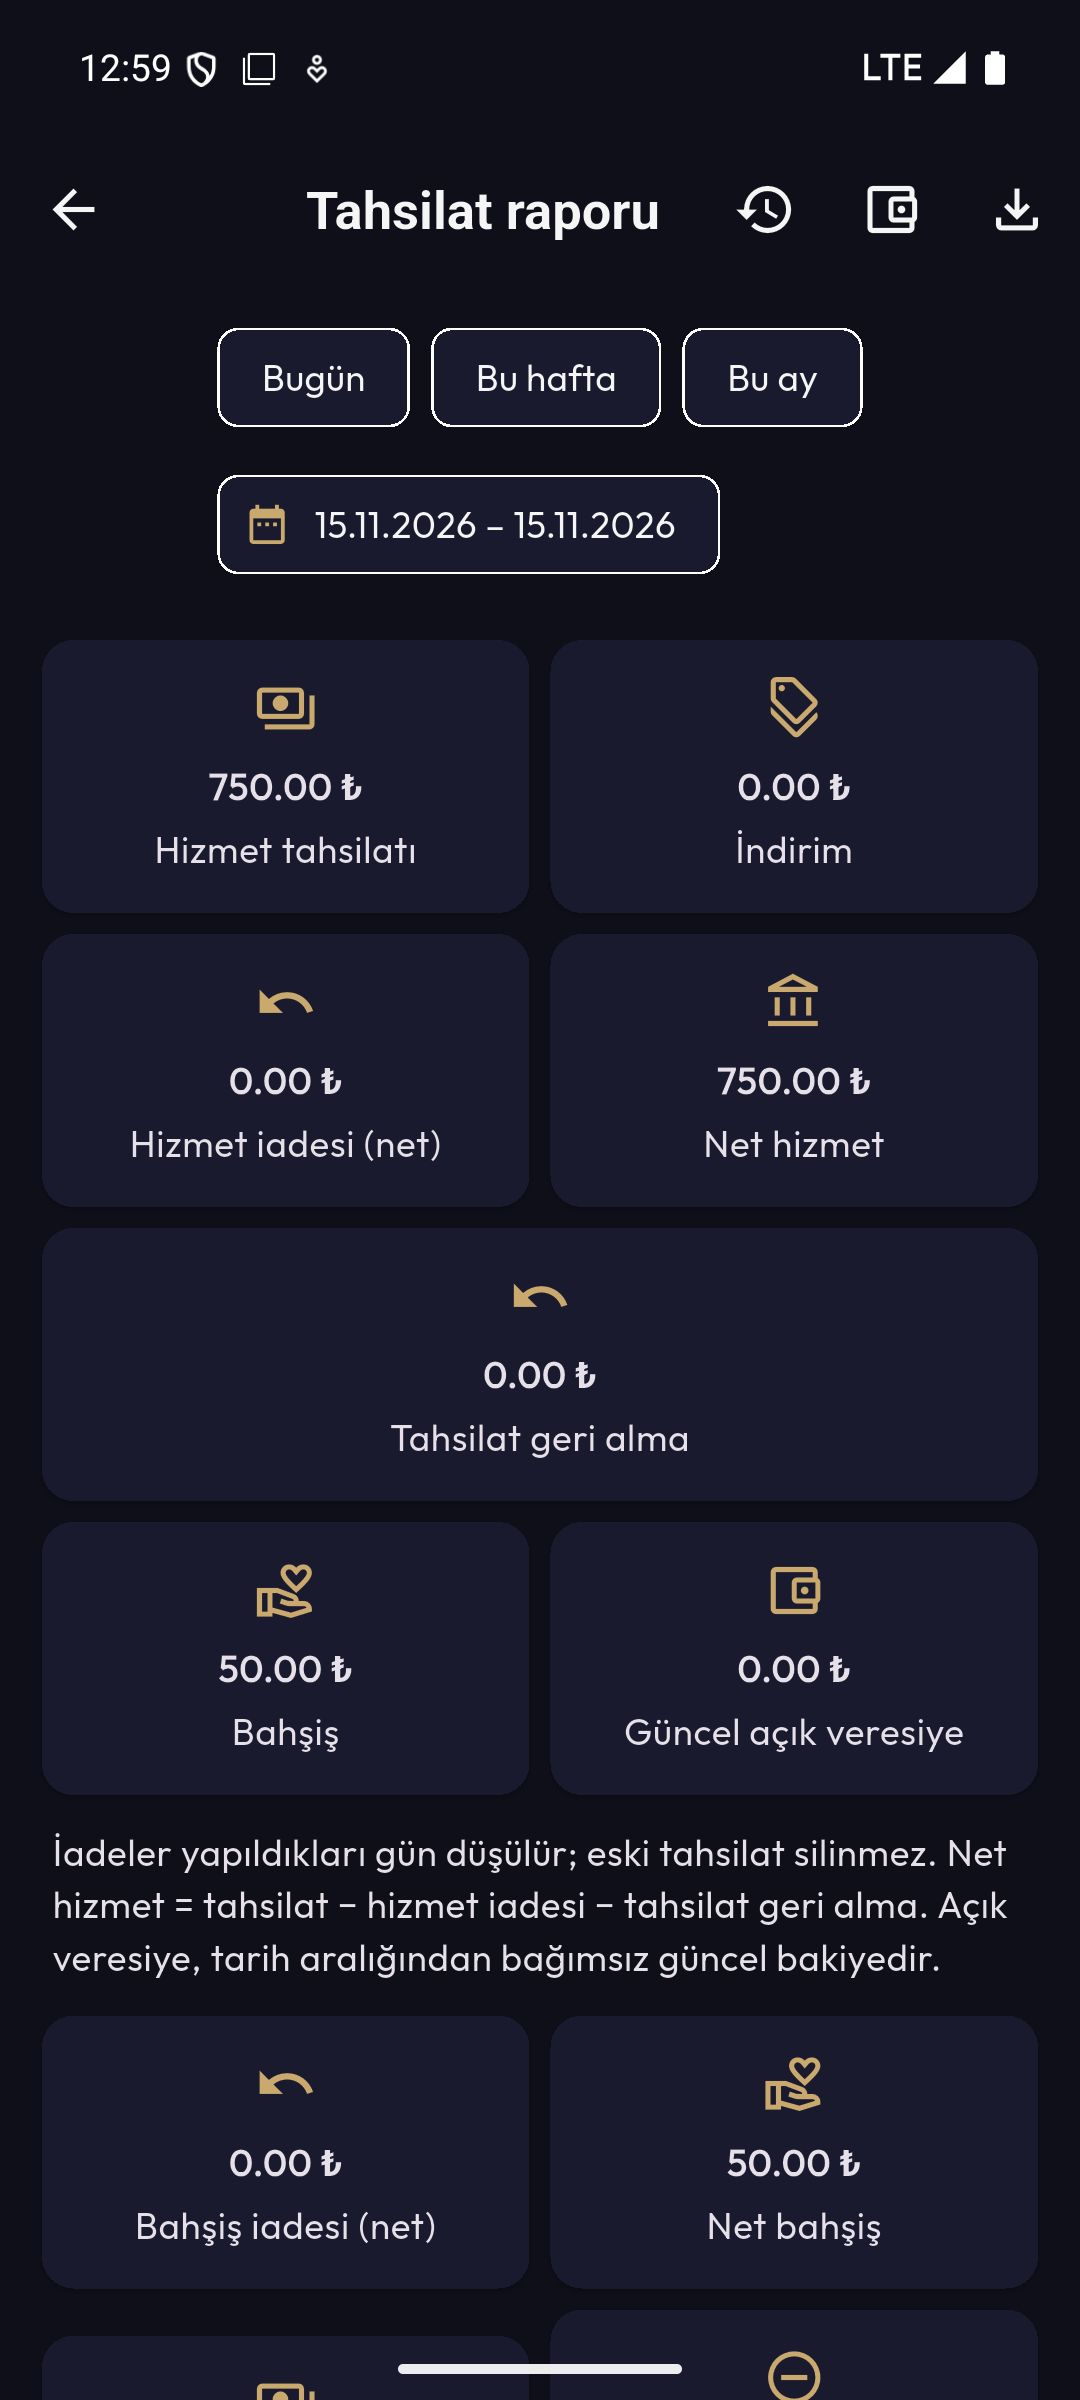 12:59
LTE
Tahsilat raporu
Bugün
Bu hafta
Bu ay
15.11.2026 – 15.11.2026
750.00 ₺
Hizmet tahsilatı
0.00 ₺
İndirim
0.00 ₺
Hizmet iadesi (net)
750.00 ₺
Net hizmet
0.00 ₺
Tahsilat geri alma
50.00 ₺
Bahşiş
0.00 ₺
Güncel açık veresiye
İadeler yapıldıkları gün düşülür; eski tahsilat silinmez. Net
hizmet = tahsilat − hizmet iadesi − tahsilat geri alma. Açık
veresiye, tarih aralığından bağımsız güncel bakiyedir.
0.00 ₺
Bahşiş iadesi (net)
50.00 ₺
Net bahşiş